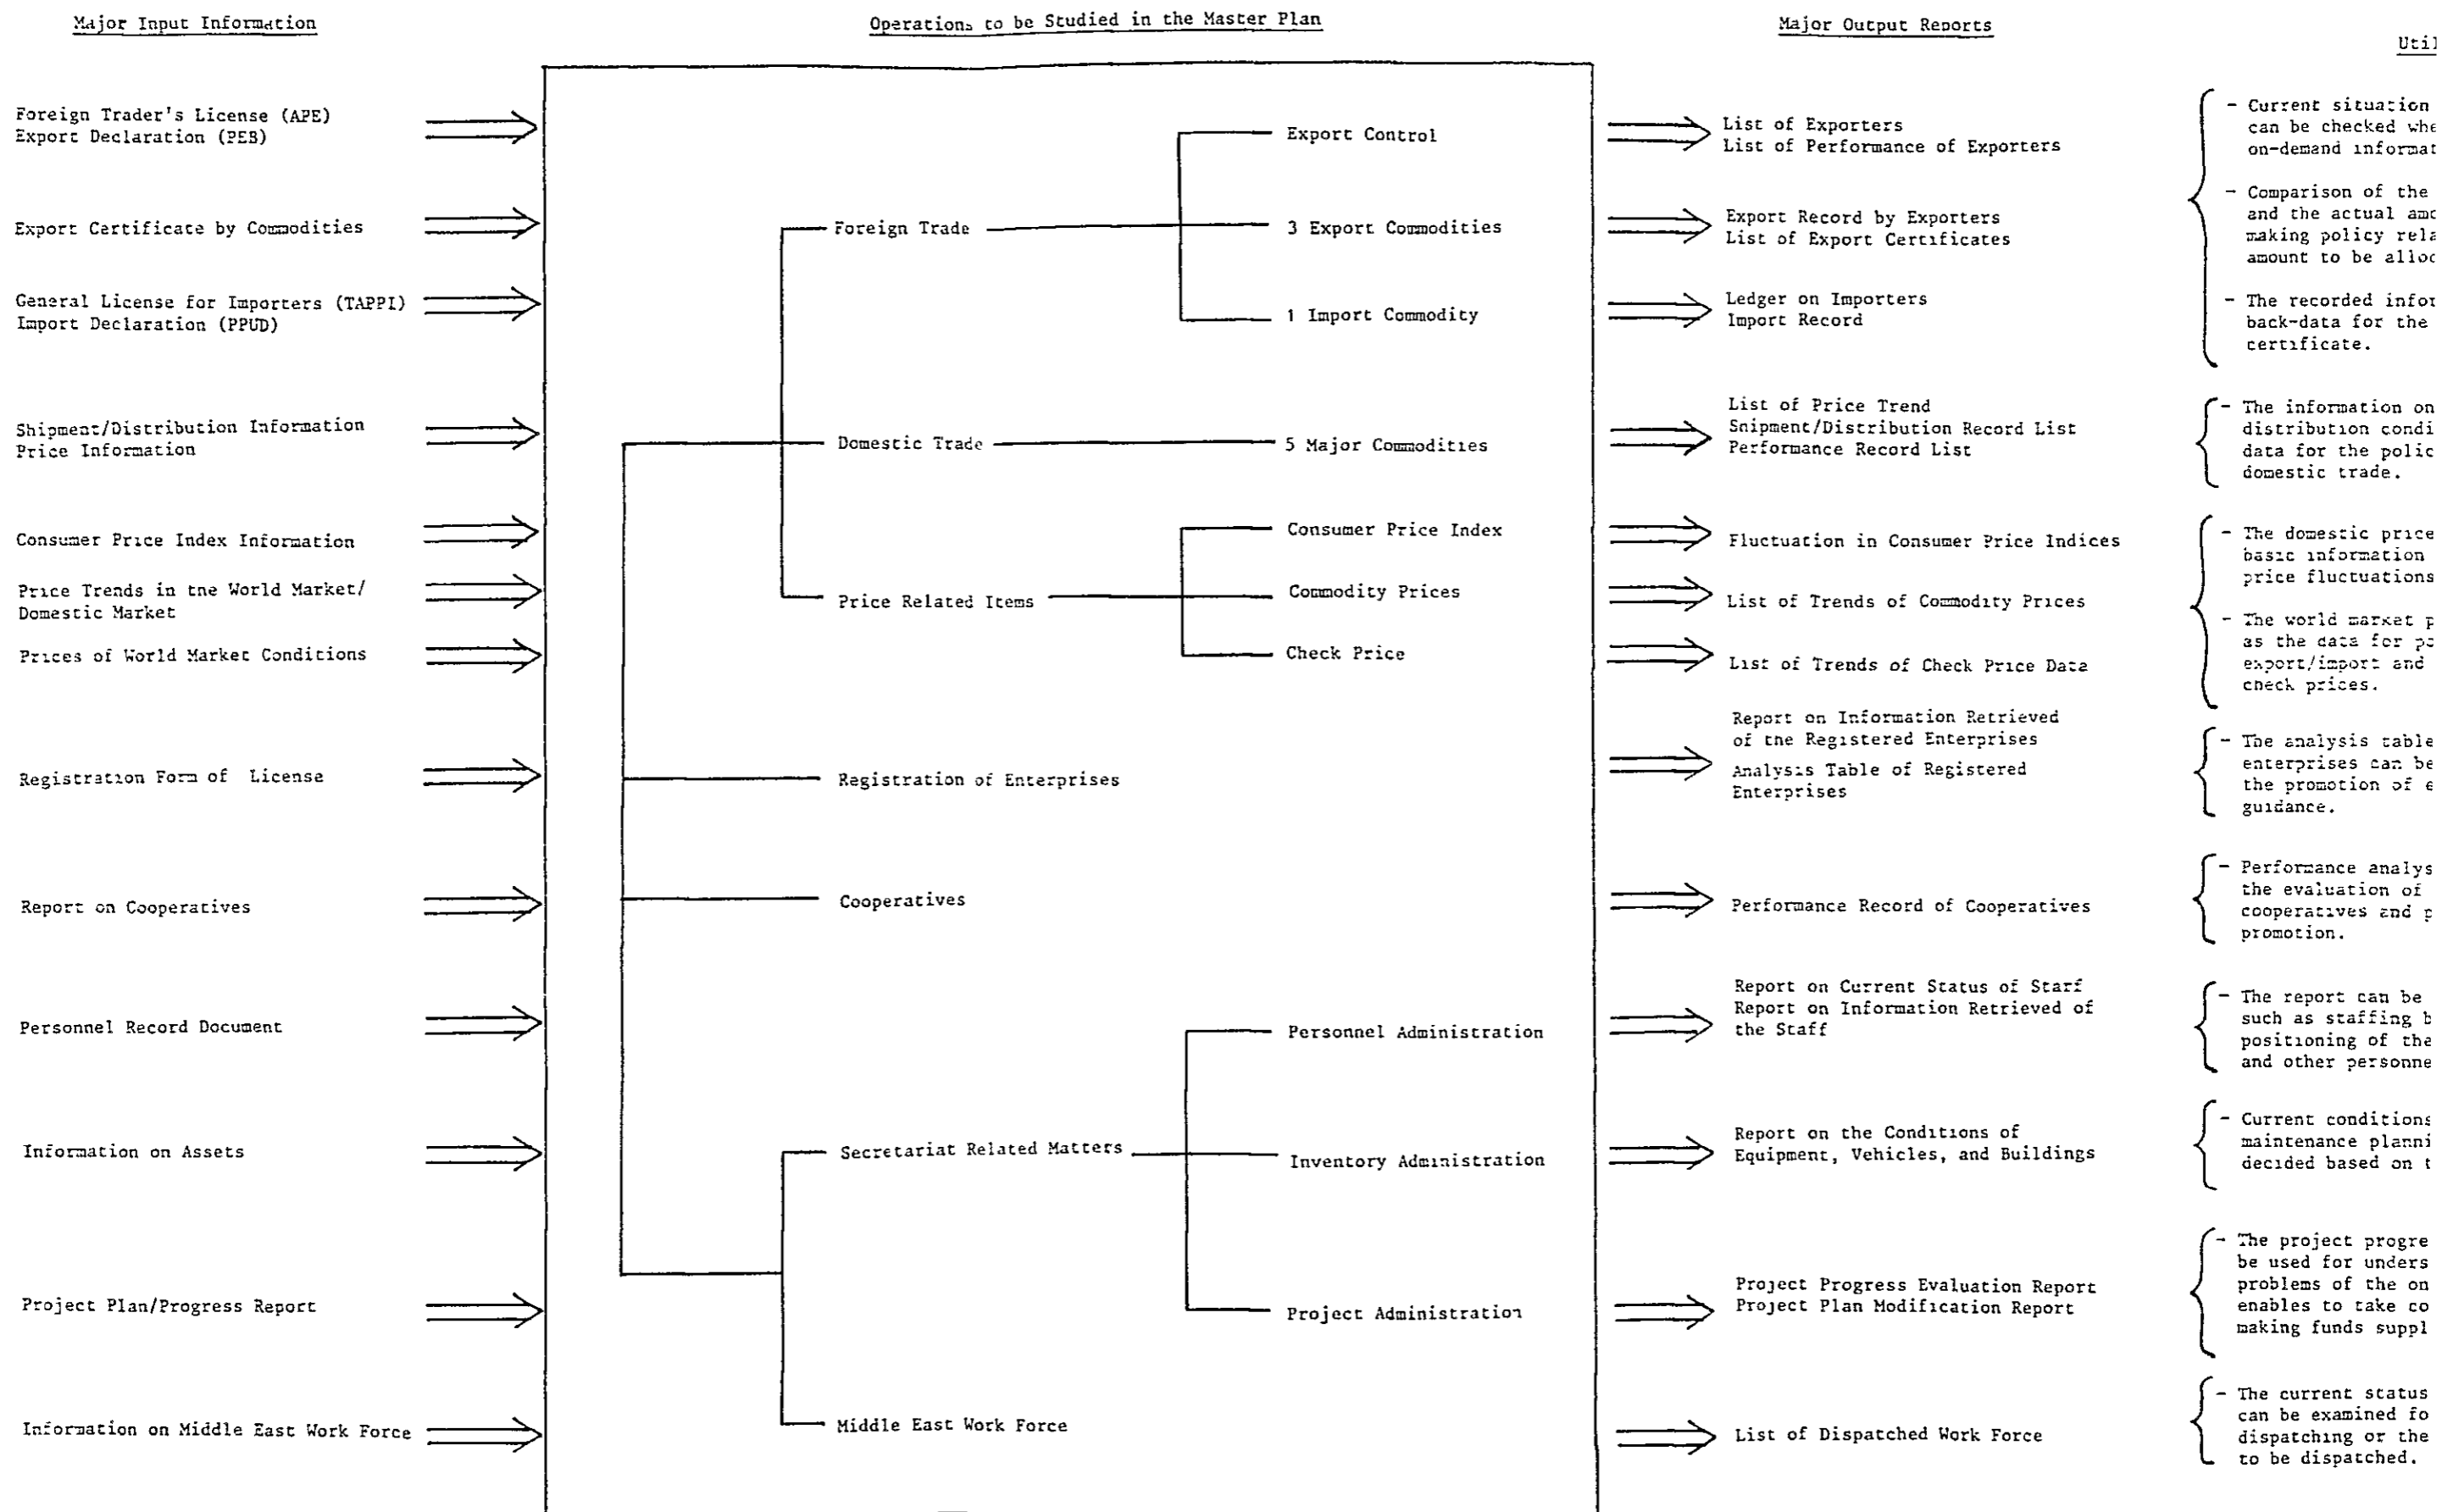 Major Input Information
Operations to be Studied in the Master Plan
Major Output Reports
Foreign Trader's License (APE)
Export Declaration (PEB)
Export Certificate by Commodities
General License for Importers (TAPPI)
Import Declaration (PPUD)
Shipment/Distribution Information
Price Information
Consumer Price Index Information
Price Trends in the World Market/
Domestic Market
Prices of World Market Conditions
Registration Form of License
Report on Cooperatives
Personnel Record Document
Information on Assets
Project Plan/Progress Report
Information on Middle East Work Force
Foreign Trade
Domestic Trade
Price Related Items
Registration of Enterprises
Cooperatives
Secretariat Related Matters
Middle East Work Force
Export Control
3 Export Commodities
1 Import Commodity
5 Major Commodities
Consumer Price Index
Commodity Prices
Check Price
Personnel Administration
Inventory Administration
Project Administration
List of Exporters
List of Performance of Exporters
Export Record by Exporters
List of Export Certificates
Ledger on Importers
Import Record
List of Price Trend
Shipment/Distribution Record List
Performance Record List
Fluctuation in Consumer Price Indices
List of Trends of Commodity Prices
List of Trends of Check Price Data
Report on Information Retrieved
of the Registered Enterprises
Analysis Table of Registered
Enterprises
Performance Record of Cooperatives
Report on Current Status of Staff
Report on Information Retrieved of
the Staff
Report on the Conditions of
Equipment, Vehicles, and Buildings
Project Progress Evaluation Report
Project Plan Modification Report
List of Dispatched Work Force
- Current situation
can be checked
on-demand
- Comparison of the
and the actual
making policy
amount to be
- The recorded
back-data for the
certificate.
- The information on
distribution
data for the
domestic trade.
- The domestic price
basic information
price fluctuations
- The world market
as the data for
export/import and
check prices.
- The analysis table
enterprises can be
the promotion of
guidance.
- Performance
the evaluation of
cooperatives and
promotion.
- The report can be
such as staffing
positioning of the
and other
- Current conditions
maintenance
decided based on
- The project
be used for
problems of the
enables to take
making funds
- The current status
can be examined
dispatching or the
to be dispatched.